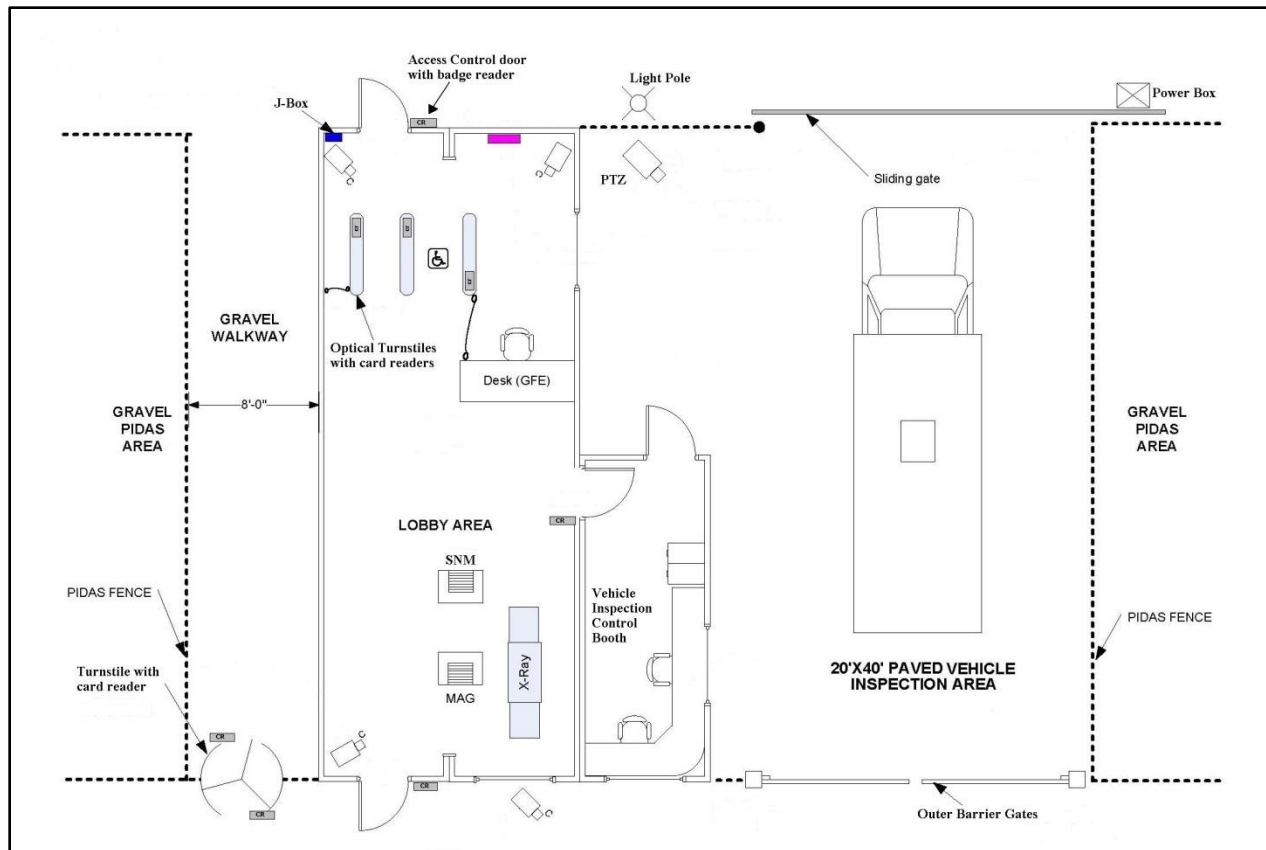 Access Control door
with badge reader
Light Pole
J-Box
Power Box
CR
PTZ
Sliding gate
GRAVEL
WALKWAY
Optical Turnstiles
with card readers
Desk (GFE)
8'-0"
GRAVEL
PIDAS
AREA
GRAVEL
PIDAS
AREA
LOBBY AREA
CR
SNM
PIDAS FENCE
Vehicle
Inspection
Control
Booth
PIDAS FENCE
X-Ray
MAG
20'X40' PAVED VEHICLE
INSPECTION AREA
Turnstile with
card reader
CR
CR
CR
Outer Barrier Gates